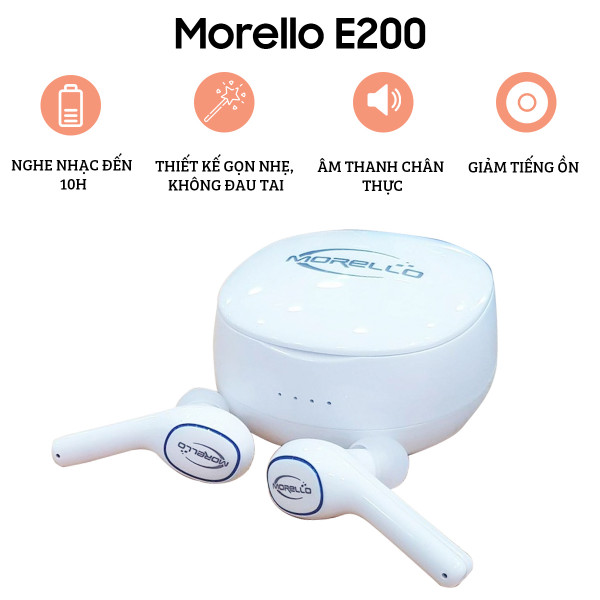 Morello E200
NGHE NHẠC ĐẾN
10H
THIẾT KẾ GỌN NHẸ,
KHÔNG ĐAU TAI
ÂM THANH CHÂN
THỰC
GIẢM TIẾNG ỒN
MORELLO
MORELLO
MORELLO